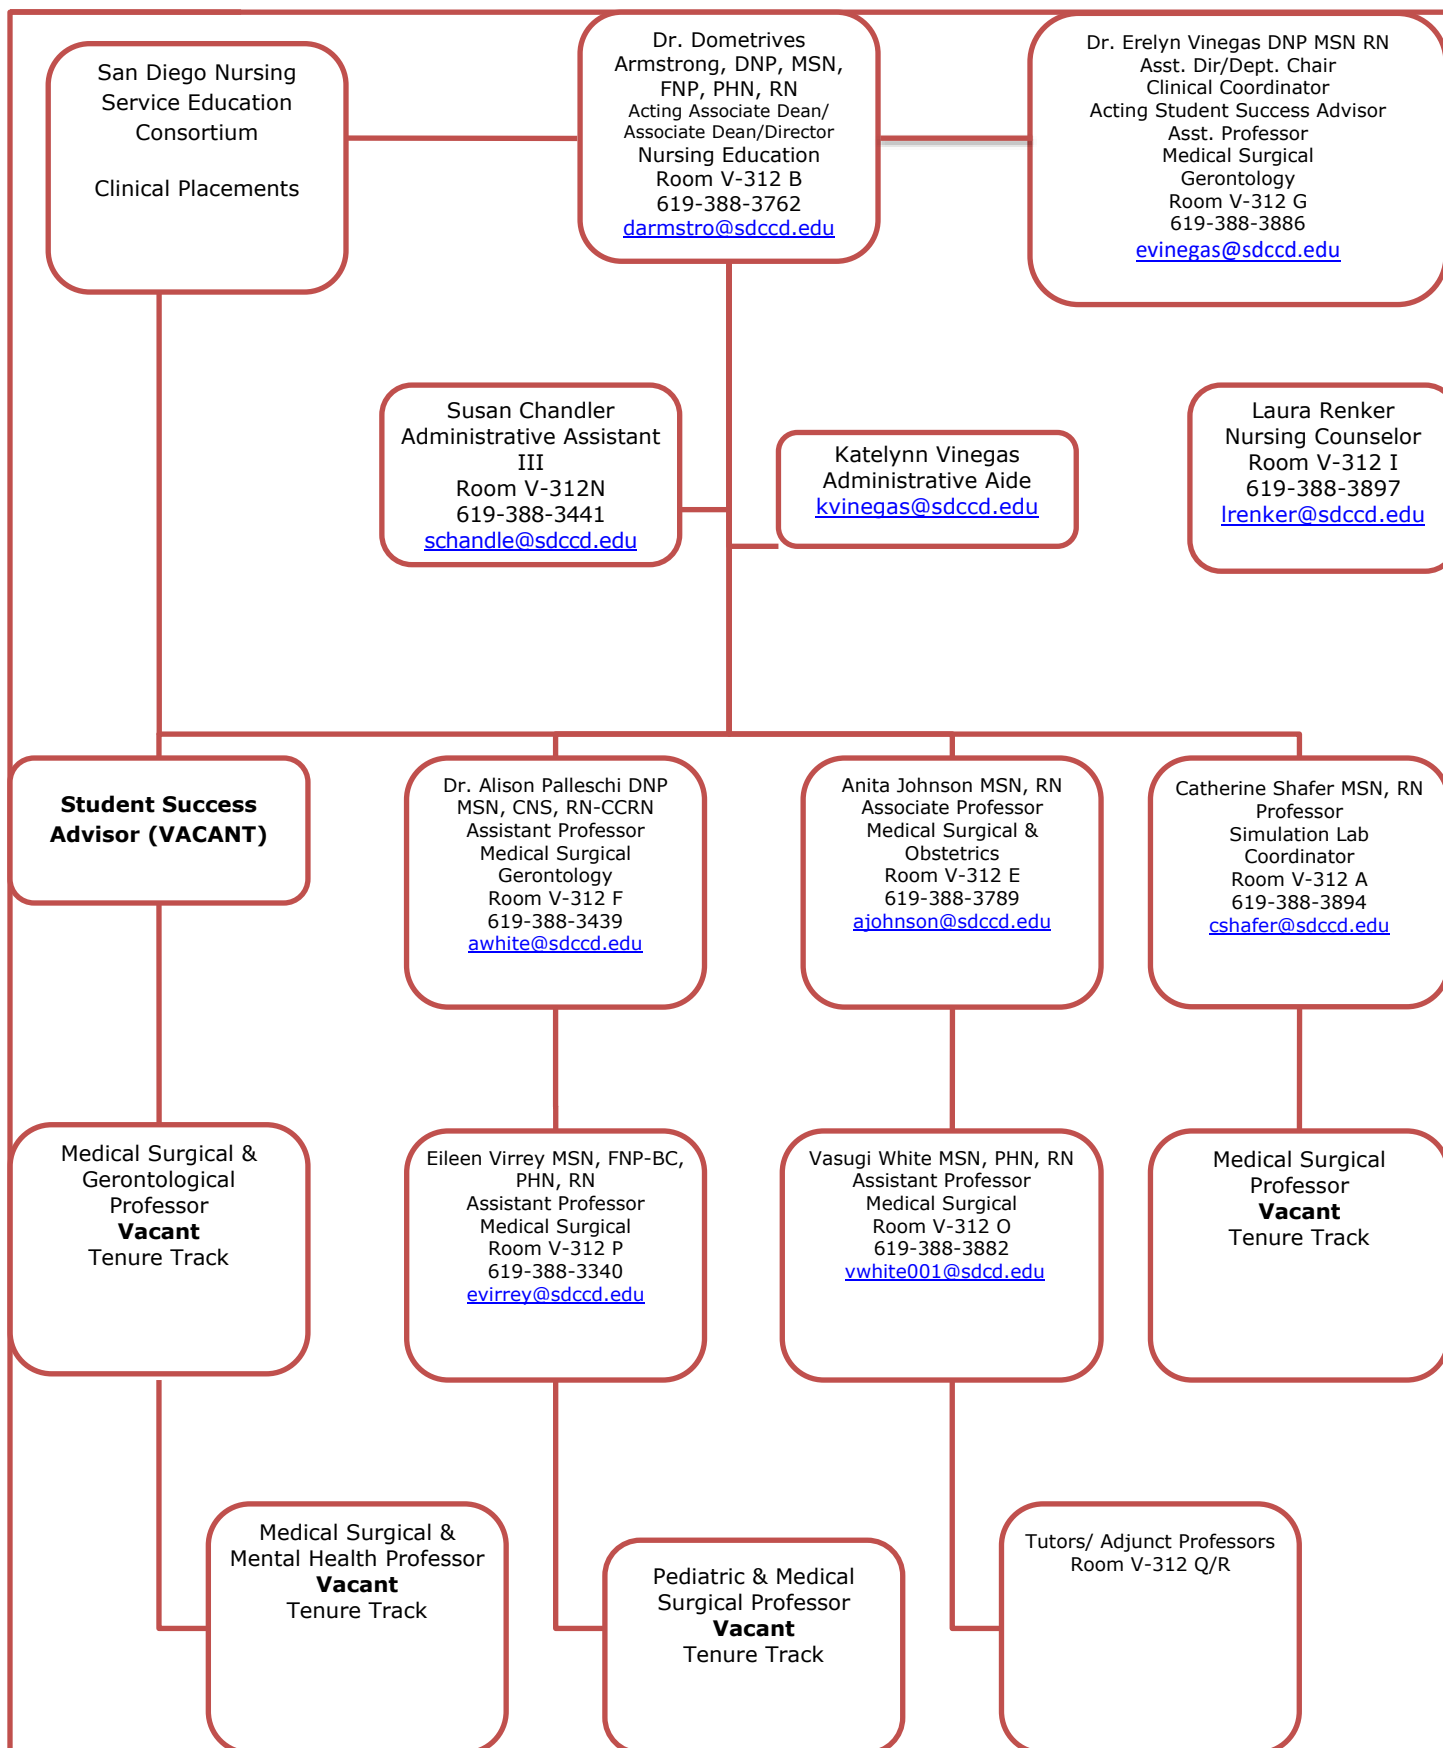 San Diego Nursing
Service Education
Consortium
Clinical Placements
Dr. Dometrives
Armstrong, DNP, MSN,
FNP, PHN, RN
Acting Associate Dean/
Associate Dean/Director
Nursing Education
Room V-312 B
619-388-3762
darmstro@sdccd.edu
Dr. Erelyn Vinegas DNP MSN RN
Asst. Dir/Dept. Chair
Clinical Coordinator
Acting Student Success Advisor
Asst. Professor
Medical Surgical
Gerontology
Room V-312 G
619-388-3886
evinegas@sdccd.edu
Susan Chandler
Administrative Assistant
III
Room V-312N
619-388-3441
schandle@sdccd.edu
Katelynn Vinegas
Administrative Aide
kvinegas@sdccd.edu
Laura Renker
Nursing Counselor
Room V-312 I
619-388-3897
lrenker@sdccd.edu
Student Success
Advisor (VACANT)
Dr. Alison Palleschi DNP
MSN, CNS, RN-CCRN
Assistant Professor
Medical Surgical
Gerontology
Room V-312 F
619-388-3439
awhite@sdccd.edu
Anita Johnson MSN, RN
Associate Professor
Medical Surgical &
Obstetrics
Room V-312 E
619-388-3789
ajohnson@sdccd.edu
Catherine Shafer MSN, RN
Professor
Simulation Lab
Coordinator
Room V-312 A
619-388-3894
cshafer@sdccd.edu
Medical Surgical &
Gerontological
Professor
Vacant
Tenure Track
Eileen Virrey MSN, FNP-BC,
PHN, RN
Assistant Professor
Medical Surgical
Room V-312 P
619-388-3340
evirrey@sdccd.edu
Vasugi White MSN, PHN, RN
Assistant Professor
Medical Surgical
Room V-312 O
619-388-3882
vwhite001@sdcd.edu
Medical Surgical
Professor
Vacant
Tenure Track
Medical Surgical &
Mental Health Professor
Vacant
Tenure Track
Pediatric & Medical
Surgical Professor
Vacant
Tenure Track
Tutors/ Adjunct Professors
Room V-312 Q/R